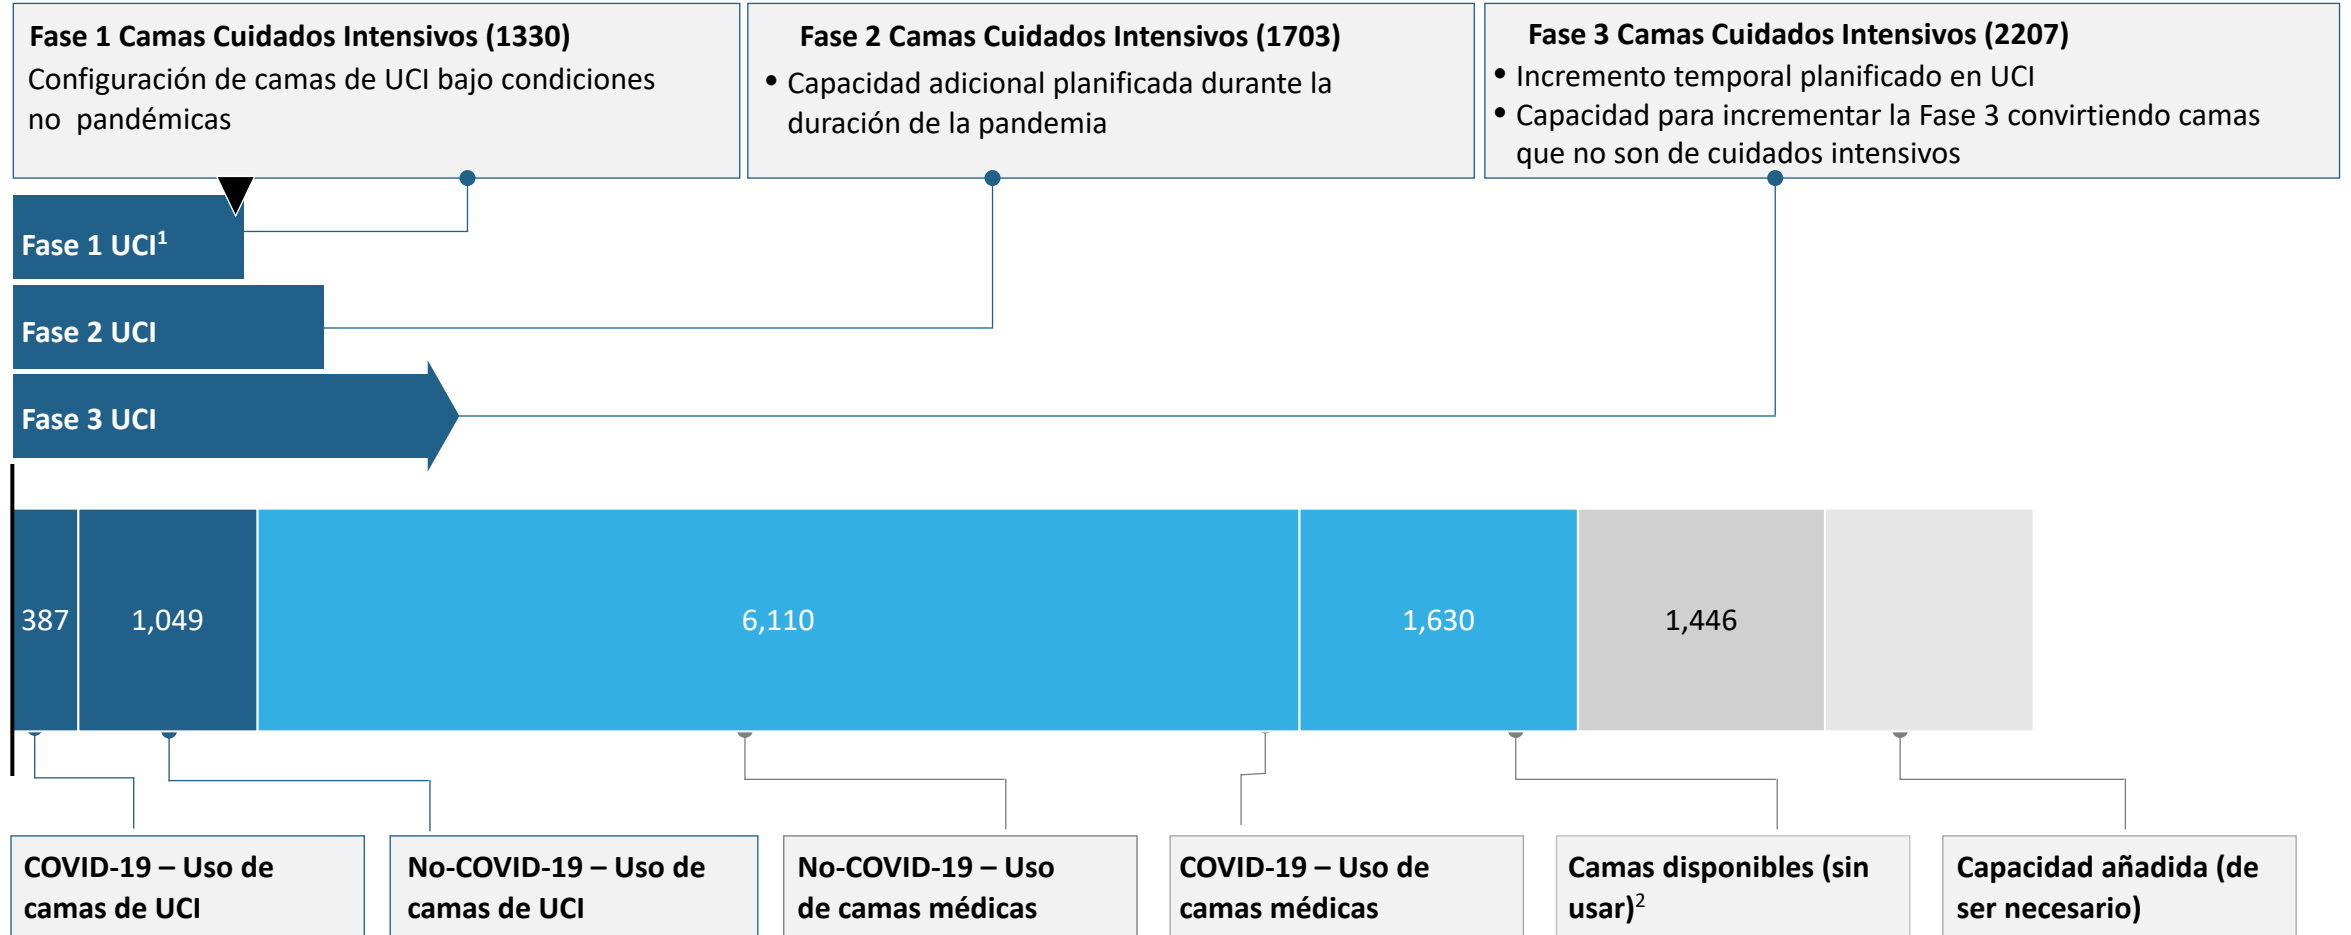 Fase 1 Camas Cuidados Intensivos (1330)
Configuración de camas de UCI bajo condiciones
no pandémicas
Fase 2 Camas Cuidados Intensivos (1703)
• Capacidad adicional planificada durante la
duración de la pandemia
Fase 3 Camas Cuidados Intensivos (2207)
• Incremento temporal planificado en UCI
• Capacidad para incrementar la Fase 3 convirtiendo camas
que no son de cuidados intensivos
Fase 1 UCI¹
Fase 2 UCI
Fase 3 UCI
387
1,049
6,110
1,630
1,446
COVID-19 – Uso de
camas de UCI
No-COVID-19 – Uso de
camas de UCI
No-COVID-19 – Uso
de camas médicas
COVID-19 – Uso de
camas médicas
Camas disponibles (sin
usar)²
Capacidad añadida (de
ser necesario)